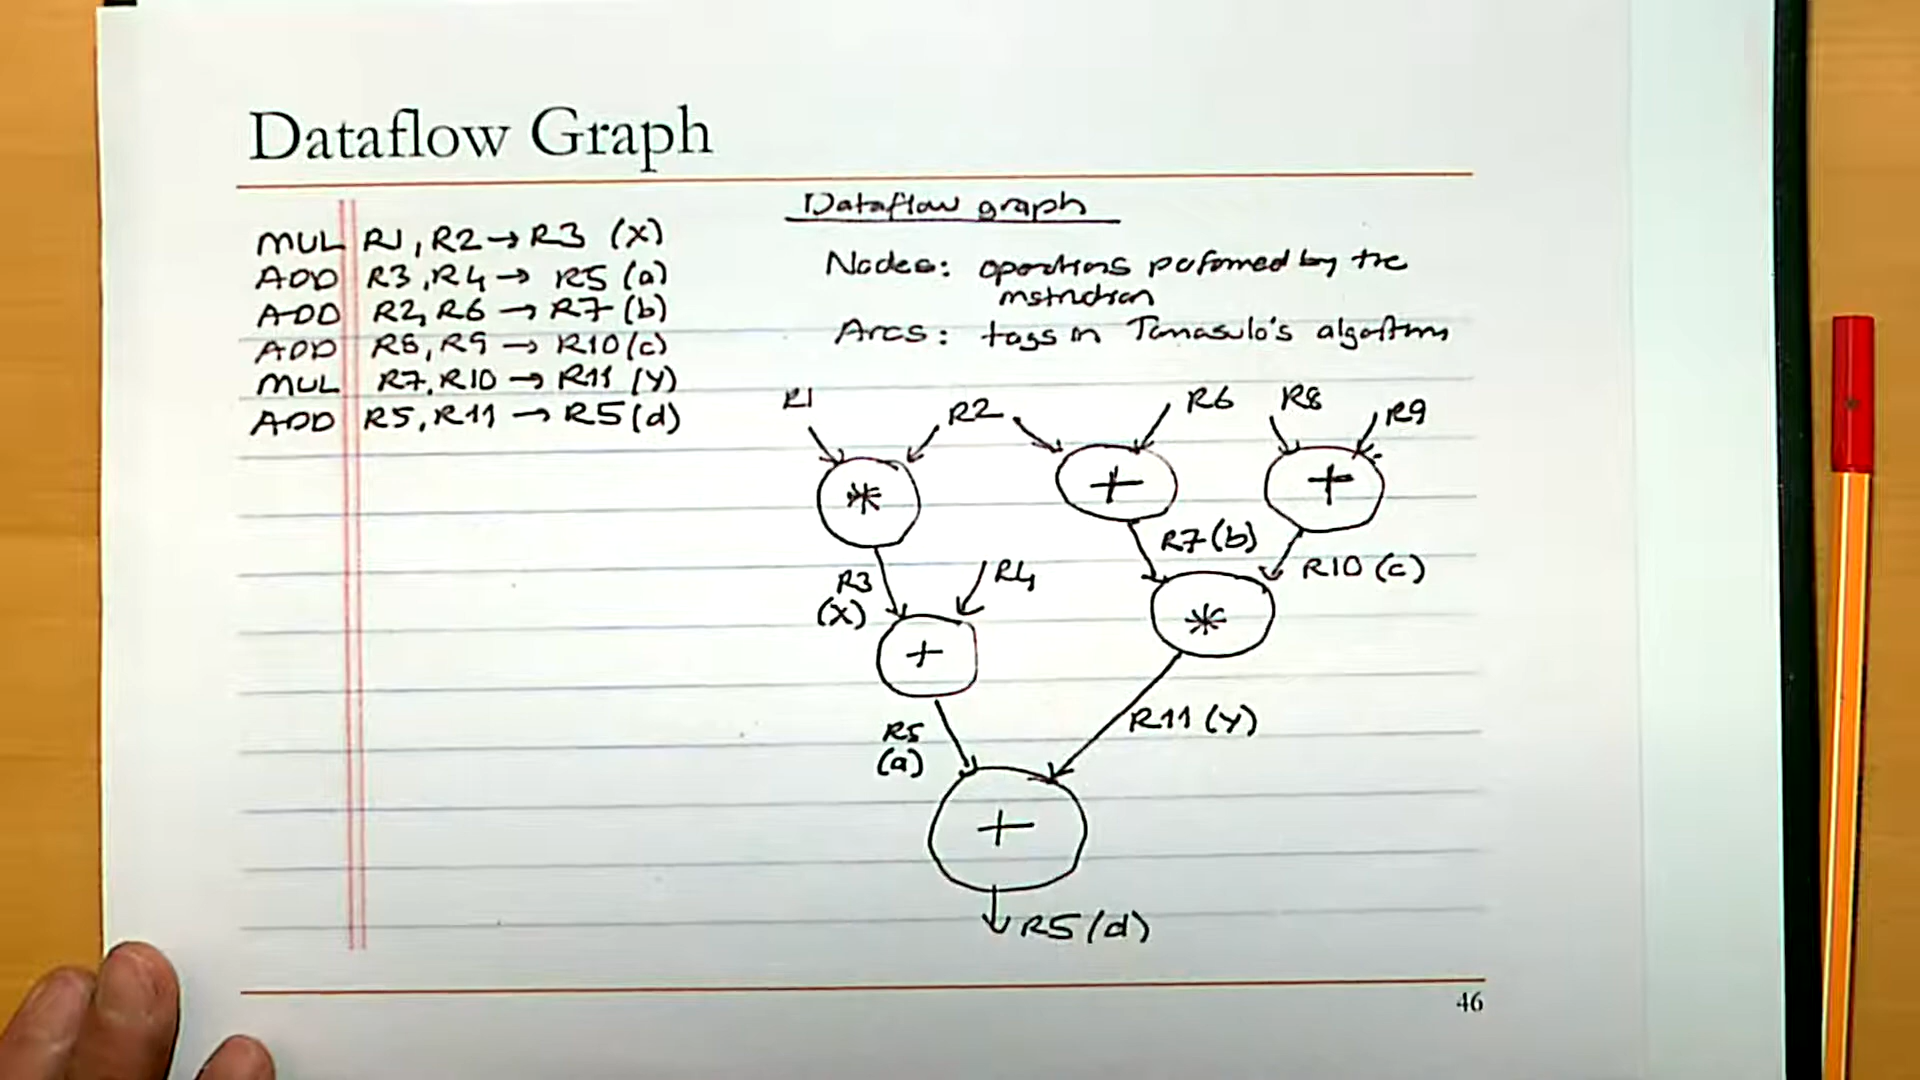 Dataflow Graph
MUL R1, R2 → R3 (X)
ADD R3, R4 → R5 (a)
ADD R2, R6 → R7 (b)
ADD R8, R9 → R10 (c)
MUL R7, R10 → R11 (Y)
ADD R5, R11 → R5 (d)
Dataflow graph
Nodes: operations performed by the
instruction
Arcs: tags in Tomasulo's algorithm
R1
R2
R6
R8
R9
*
+
+
R7 (b)
R10 (c)
R3
(X)
R4
*
+
R11 (Y)
R5
(a)
+
R5 (d)
46